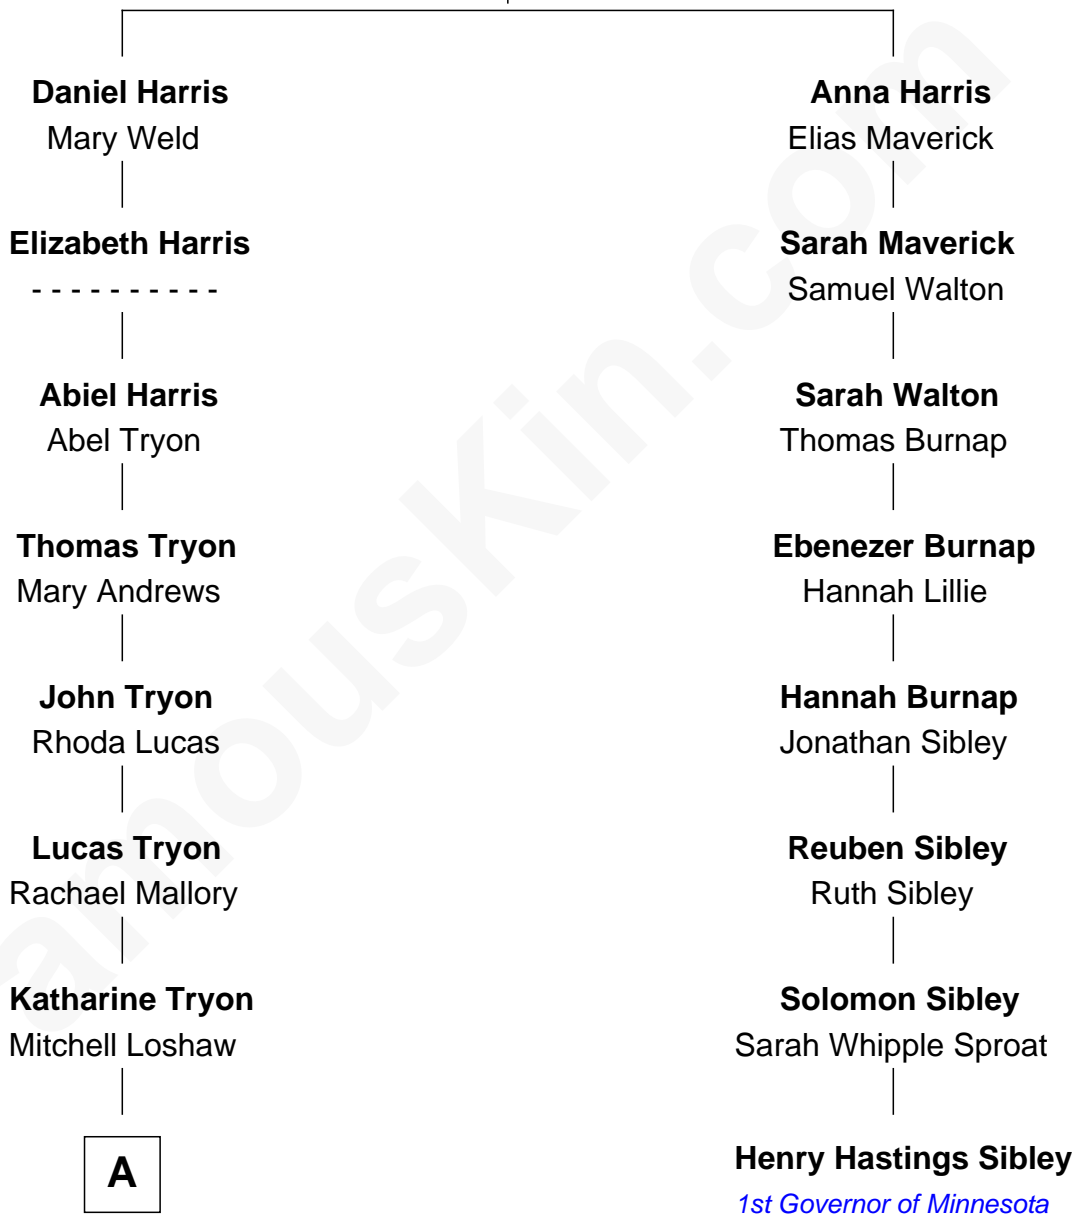 Daniel Harris
Mary Weld
Elizabeth Harris
- - - - - - - - - -
Abiel Harris
Abel Tryon
Thomas Tryon
Mary Andrews
John Tryon
Rhoda Lucas
Lucas Tryon
Rachael Mallory
Katharine Tryon
Mitchell Loshaw
A
Anna Harris
Elias Maverick
Sarah Maverick
Samuel Walton
Sarah Walton
Thomas Burnap
Ebenezer Burnap
Hannah Lillie
Hannah Burnap
Jonathan Sibley
Reuben Sibley
Ruth Sibley
Solomon Sibley
Sarah Whipple Sproat
Henry Hastings Sibley
1st Governor of Minnesota
amouskin.com